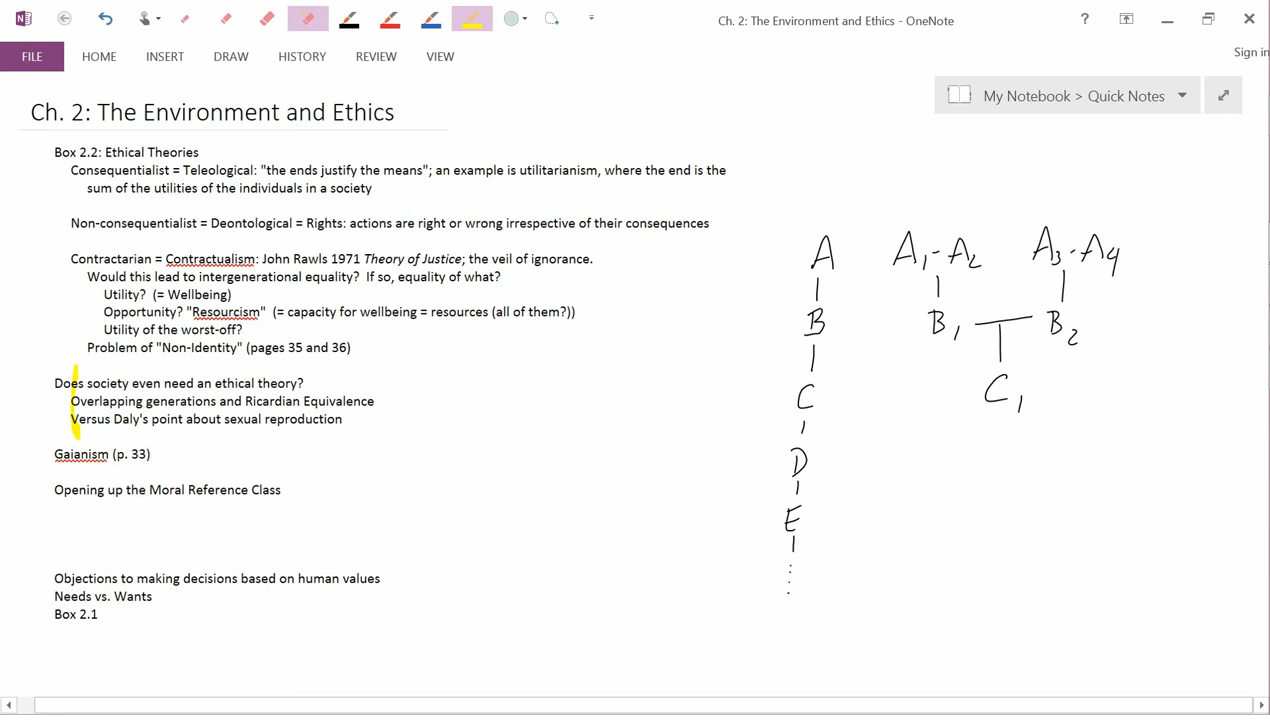 Ch. 2: The Environment and Ethics - OneNote
?
Sign in
FILE HOME INSERT DRAW HISTORY REVIEW VIEW
My Notebook > Quick Notes
Ch. 2: The Environment and Ethics
Box 2.2: Ethical Theories
Consequentialist = Teleological: "the ends justify the means"; an example is utilitarianism, where the end is the
sum of the utilities of the individuals in a society
Non-consequentialist = Deontological = Rights: actions are right or wrong irrespective of their consequences
Contractarian = Contractualism: John Rawls 1971 Theory of Justice; the veil of ignorance.
Would this lead to intergenerational equality? If so, equality of what?
Utility? (= Wellbeing)
Opportunity? "Resourcism" (= capacity for wellbeing = resources (all of them?))
Utility of the worst-off?
Problem of "Non-Identity" (pages 35 and 36)
Does society even need an ethical theory?
Overlapping generations and Ricardian Equivalence
Versus Daly's point about sexual reproduction
Gaianism (p. 33)
Opening up the Moral Reference Class
Objections to making decisions based on human values
Needs vs. Wants
Box 2.1
A
B
C
D
E
A1-A2 A3-A4
B1 B2
C1